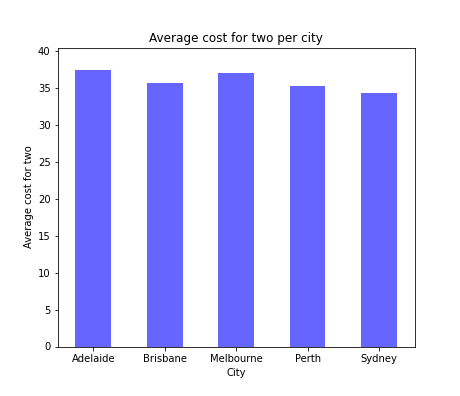 Average cost for two per city
40
35
30
25
20
15
10
5
0
Average cost for two
Adelaide Brisbane Melbourne Perth Sydney
City